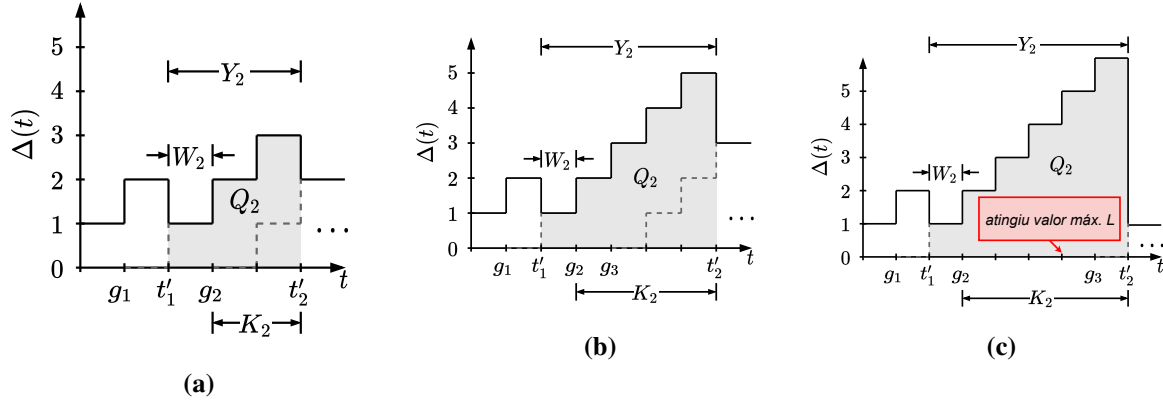 Δ(t)
5
4
3
2
1
0
Y₂
W₂
Q₂
g₁
t′₁
g₂
t′₂
t
K₂
...
(a)
Δ(t)
5
4
3
2
1
0
Y₂
W₂
Q₂
g₁
t′₁
g₂
g₃
t′₂
t
K₂
...
(b)
Δ(t)
5
4
3
2
1
0
Y₂
W₂
Q₂
atingiu valor máx. L
g₁
t′₁
g₂
g₃
t′₂
t
K₂
...
(c)